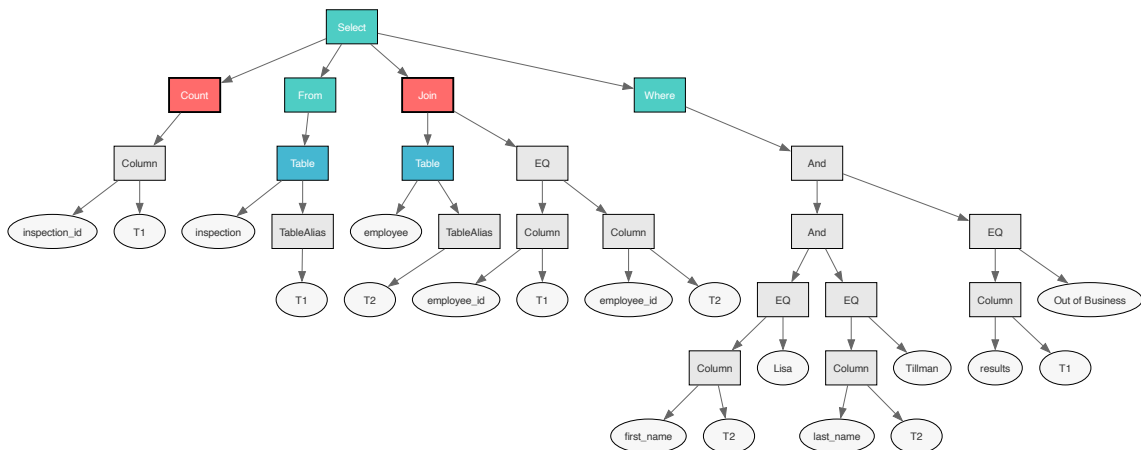 Select
Count
From
Join
Where
Column
Table
Table
EQ
And
inspection_id
T1
inspection
TableAlias
employee
TableAlias
Column
Column
And
EQ
T1
T2
employee_id
T1
employee_id
T2
EQ
EQ
Column
Out of Business
Column
Lisa
Column
Tillman
results
T1
first_name
T2
last_name
T2